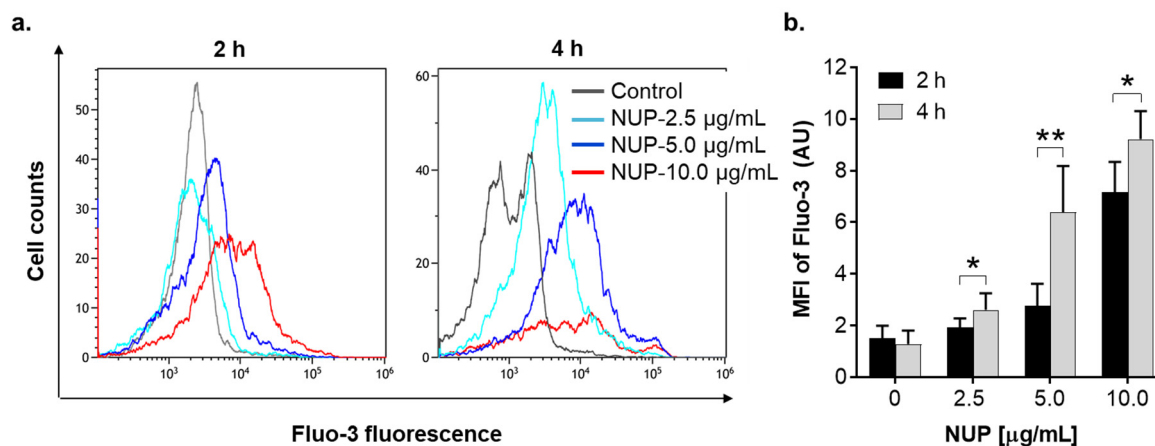 a.
2 h
4 h
Cell counts
60
50
40
30
20
10
0
10³ 10⁴ 10⁵ 10⁶
60
40
20
0
10³ 10⁴ 10⁵ 10⁶
Control
NUP-2.5 µg/mL
NUP-5.0 µg/mL
NUP-10.0 µg/mL
Fluo-3 fluorescence
b.
MFI of Fluo-3 (AU)
12
10
8
6
4
2
0
2 h
4 h
*
**
*
0 2.5 5.0 10.0
NUP [µg/mL]